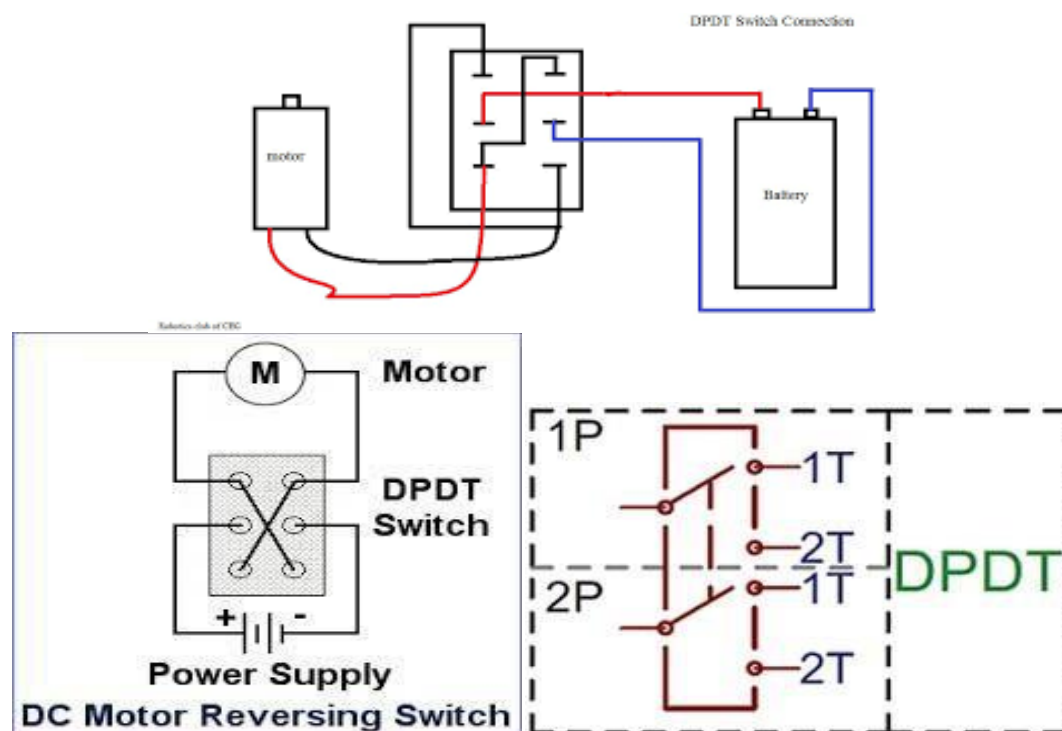 DPDT Switch Connection
motor
Battery
Robotics club of CEG
M
Motor
DPDT
Switch
+ -
Power Supply
DC Motor Reversing Switch
1P
1T
2T
2P
1T
2T
DPDT